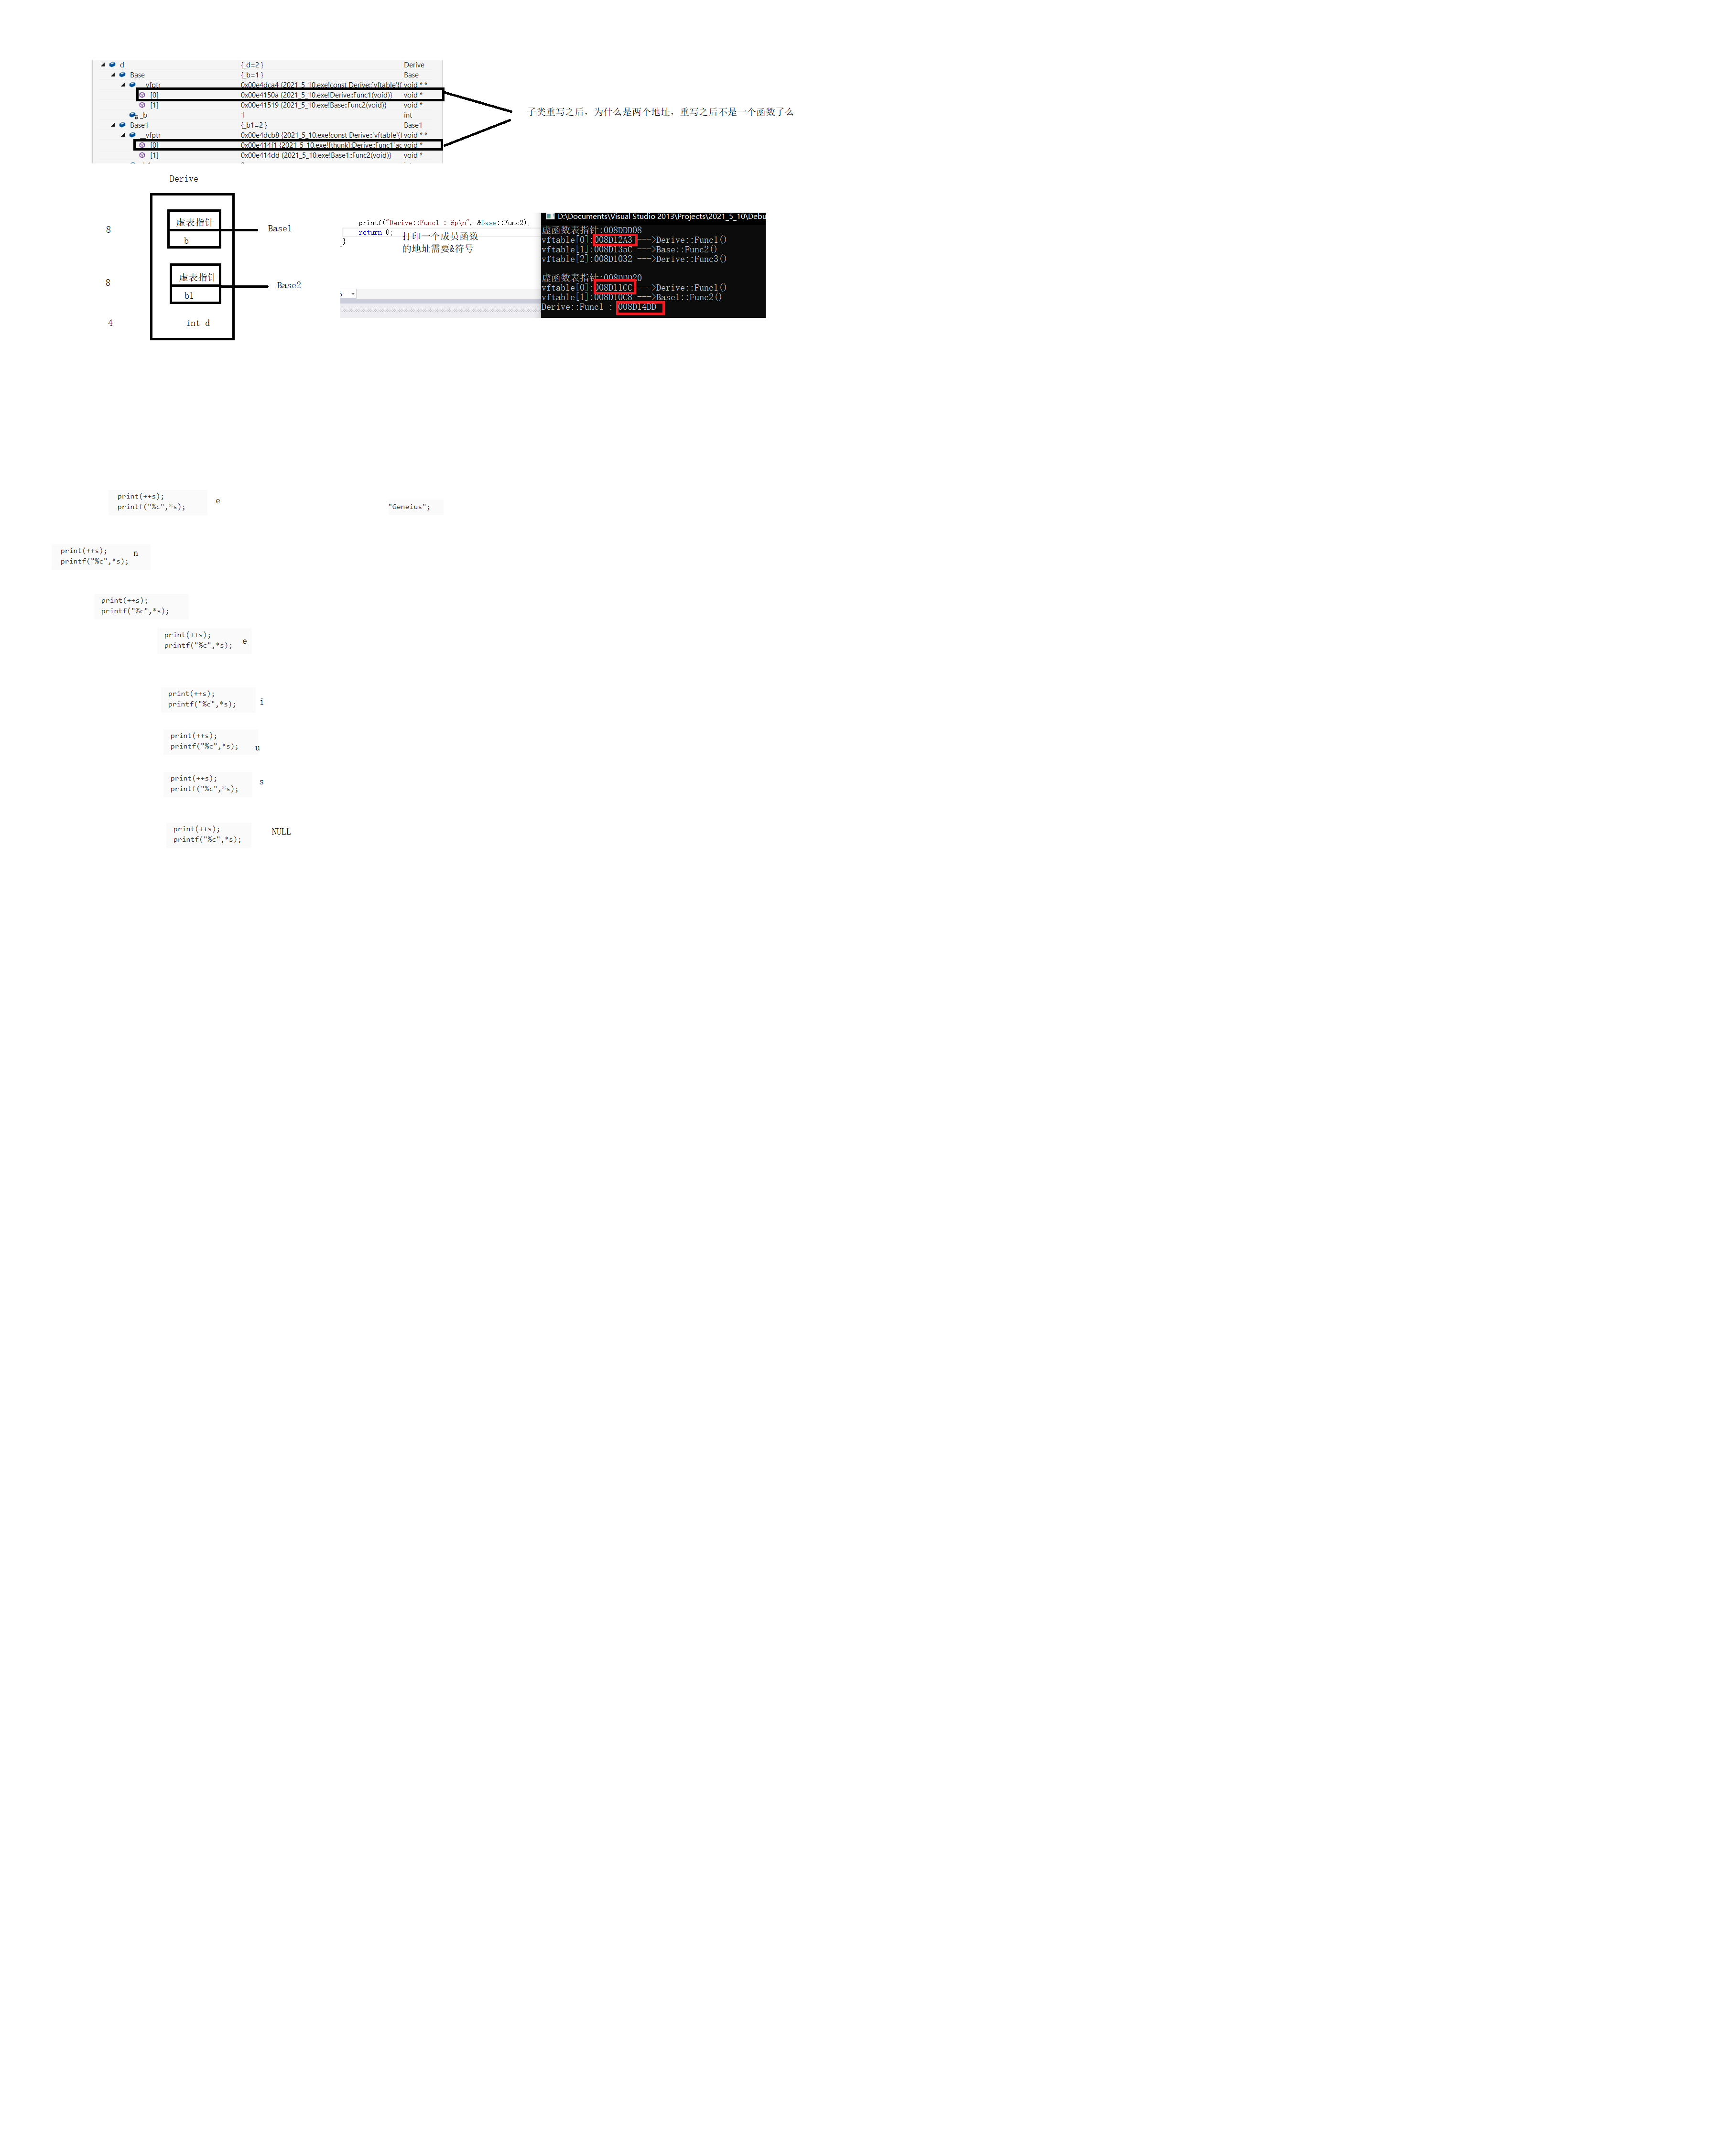 d {_d=2 } Derive
Base {_b=1 } Base
__vfptr 0x00e4dca4 {2021_5_10.exe!const Derive::`vftable'{f void * *
[0] 0x00e4150a {2021_5_10.exe!Derive::Func1(void)} void *
[1] 0x00e41519 {2021_5_10.exe!Base::Func2(void)} void *
_b 1 int
Base1 {_b1=2 } Base1
__vfptr 0x00e4dcb8 {2021_5_10.exe!const Derive::`vftable'{f void * *
[0] 0x00e414f1 {2021_5_10.exe![thunk]:Derive::Func1`ac void *
[1] 0x00e414dd {2021_5_10.exe!Base1::Func2(void)} void *
子类重写之后，为什么是两个地址，重写之后不是一个函数了么
Derive
8
虚表指针
b
Base1
8
虚表指针
b1
Base2
4
int d
printf("Derive::Func1 : %p\n", &Base::Func2);
return 0;
}
打印一个成员函数
的地址需要&符号
D:\Documents\Visual Studio 2013\Projects\2021_5_10\Debu
虚函数表指针:008DDD08
vftable[0]:008D12A3 --->Derive::Func1()
vftable[1]:008D135C --->Base::Func2()
vftable[2]:008D1032 --->Derive::Func3()
虚函数表指针:008DDD20
vftable[0]:008D11CC --->Derive::Func1()
vftable[1]:008D10C8 --->Base1::Func2()
Derive::Func1 : 008D14DD
print(++s);
printf("%c",*s);
e
"Geneius";
print(++s);
printf("%c",*s);
n
print(++s);
printf("%c",*s);
print(++s);
printf("%c",*s);
e
print(++s);
printf("%c",*s);
i
print(++s);
printf("%c",*s);
u
print(++s);
printf("%c",*s);
s
print(++s);
printf("%c",*s);
NULL